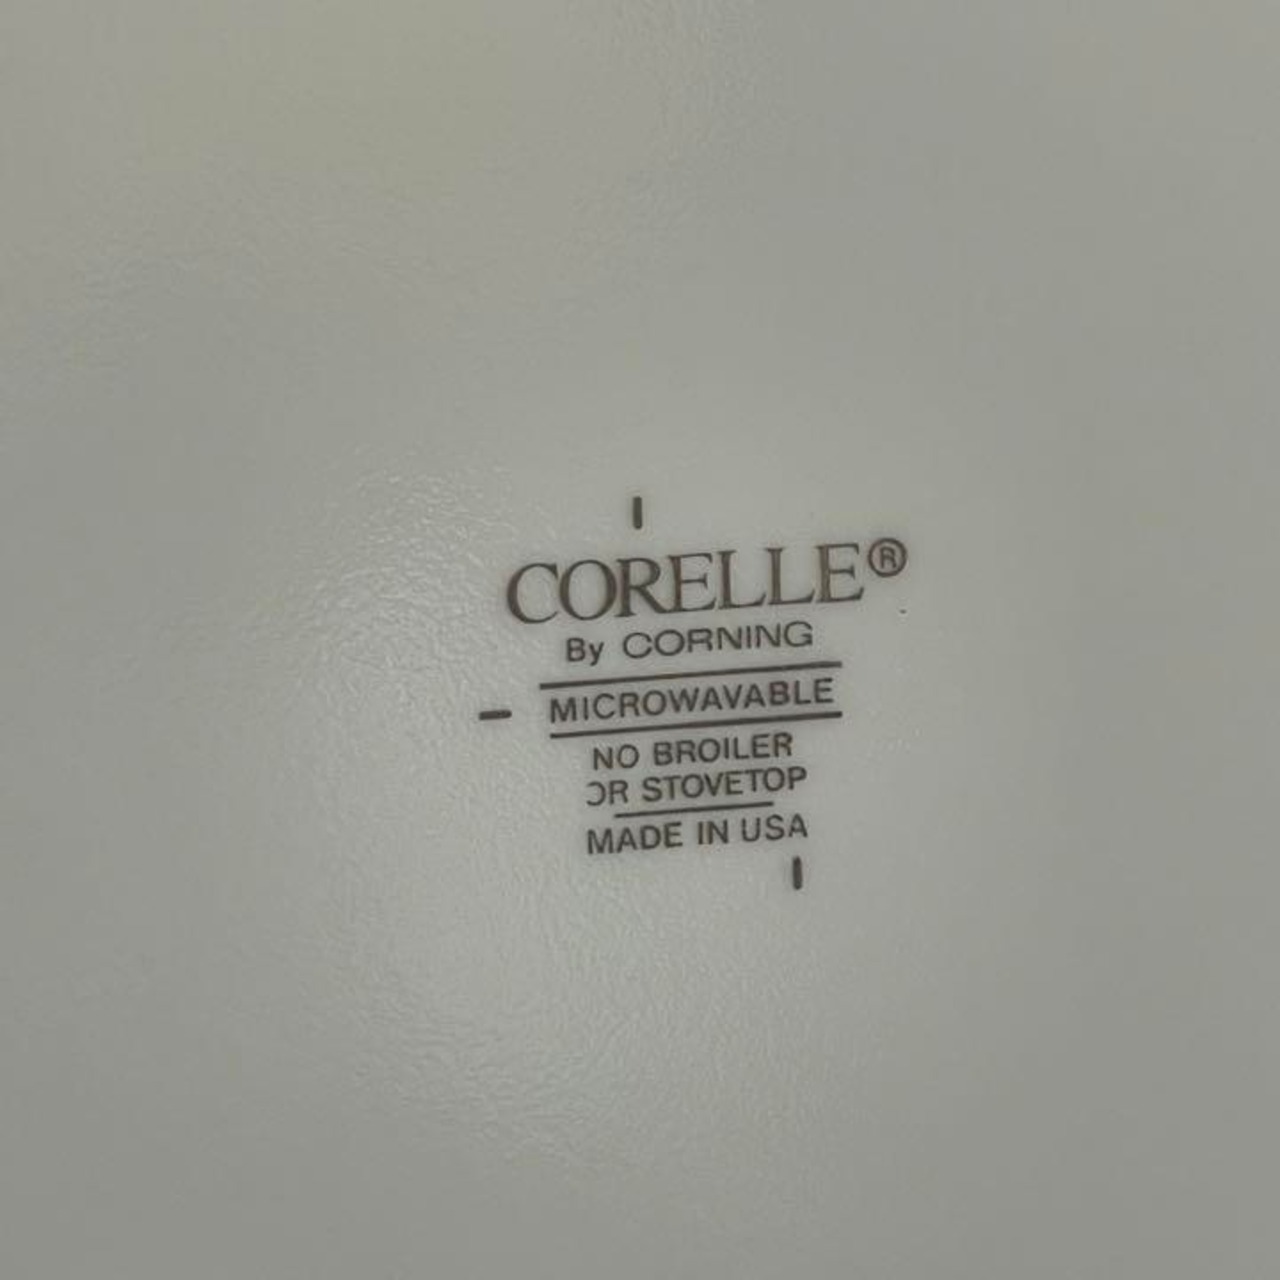 CORELLE®
By CORNING
MICROWAVABLE
NO BROILER
OR STOVETOP
MADE IN USA